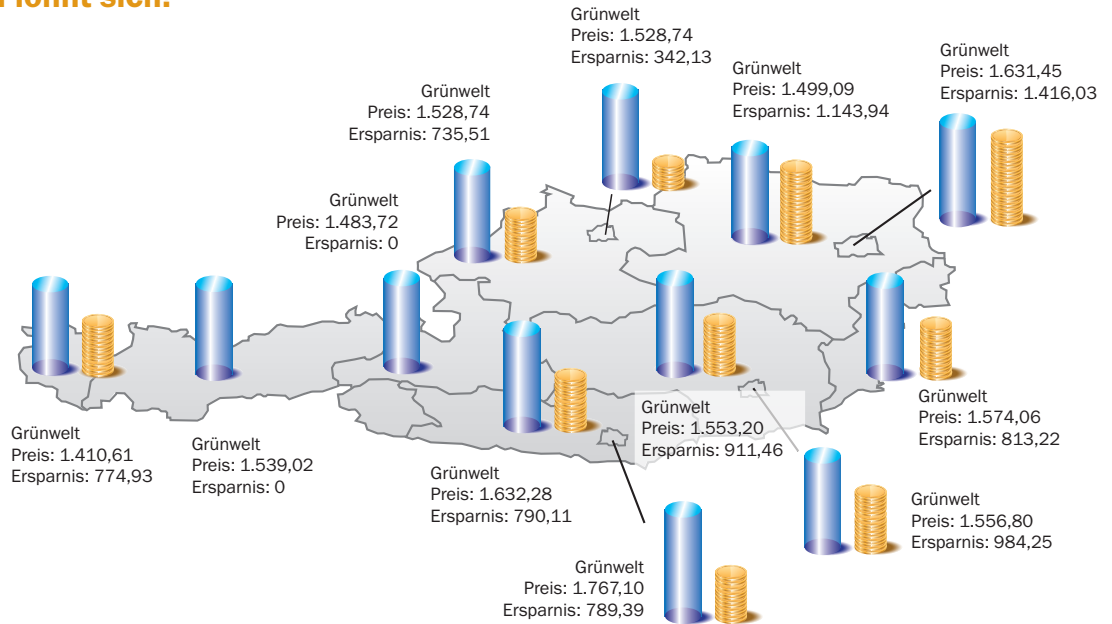 lohnt sich.
Grünwelt
Preis: 1.528,74
Ersparnis: 342,13
Grünwelt
Preis: 1.631,45
Ersparnis: 1.416,03
Grünwelt
Preis: 1.499,09
Ersparnis: 1.143,94
Grünwelt
Preis: 1.528,74
Ersparnis: 735,51
Grünwelt
Preis: 1.483,72
Ersparnis: 0
Grünwelt
Preis: 1.410,61
Ersparnis: 774,93
Grünwelt
Preis: 1.539,02
Ersparnis: 0
Grünwelt
Preis: 1.632,28
Ersparnis: 790,11
Grünwelt
Preis: 1.553,20
Ersparnis: 911,46
Grünwelt
Preis: 1.574,06
Ersparnis: 813,22
Grünwelt
Preis: 1.556,80
Ersparnis: 984,25
Grünwelt
Preis: 1.767,10
Ersparnis: 789,39